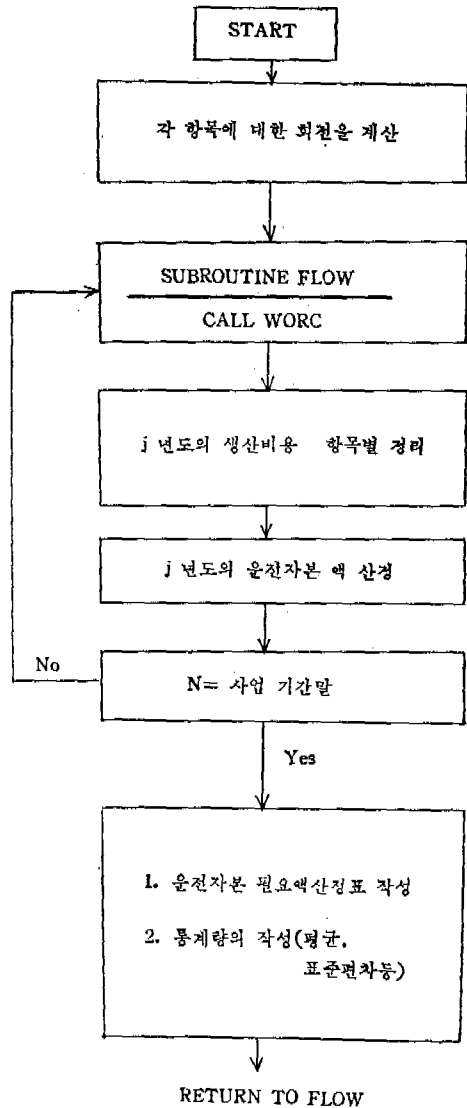 START
각 항목에 대한 회전율 계산
SUBROUTINE FLOW
CALL WORC
j 년도의 생산비용 항목별 정리
j 년도의 운전자본 액 산정
No
N= 사업 기간말
Yes
1. 운전자본 필요액산정표 작성
2. 통계량의 작성(평균,
표준편차등)
RETURN TO FLOW